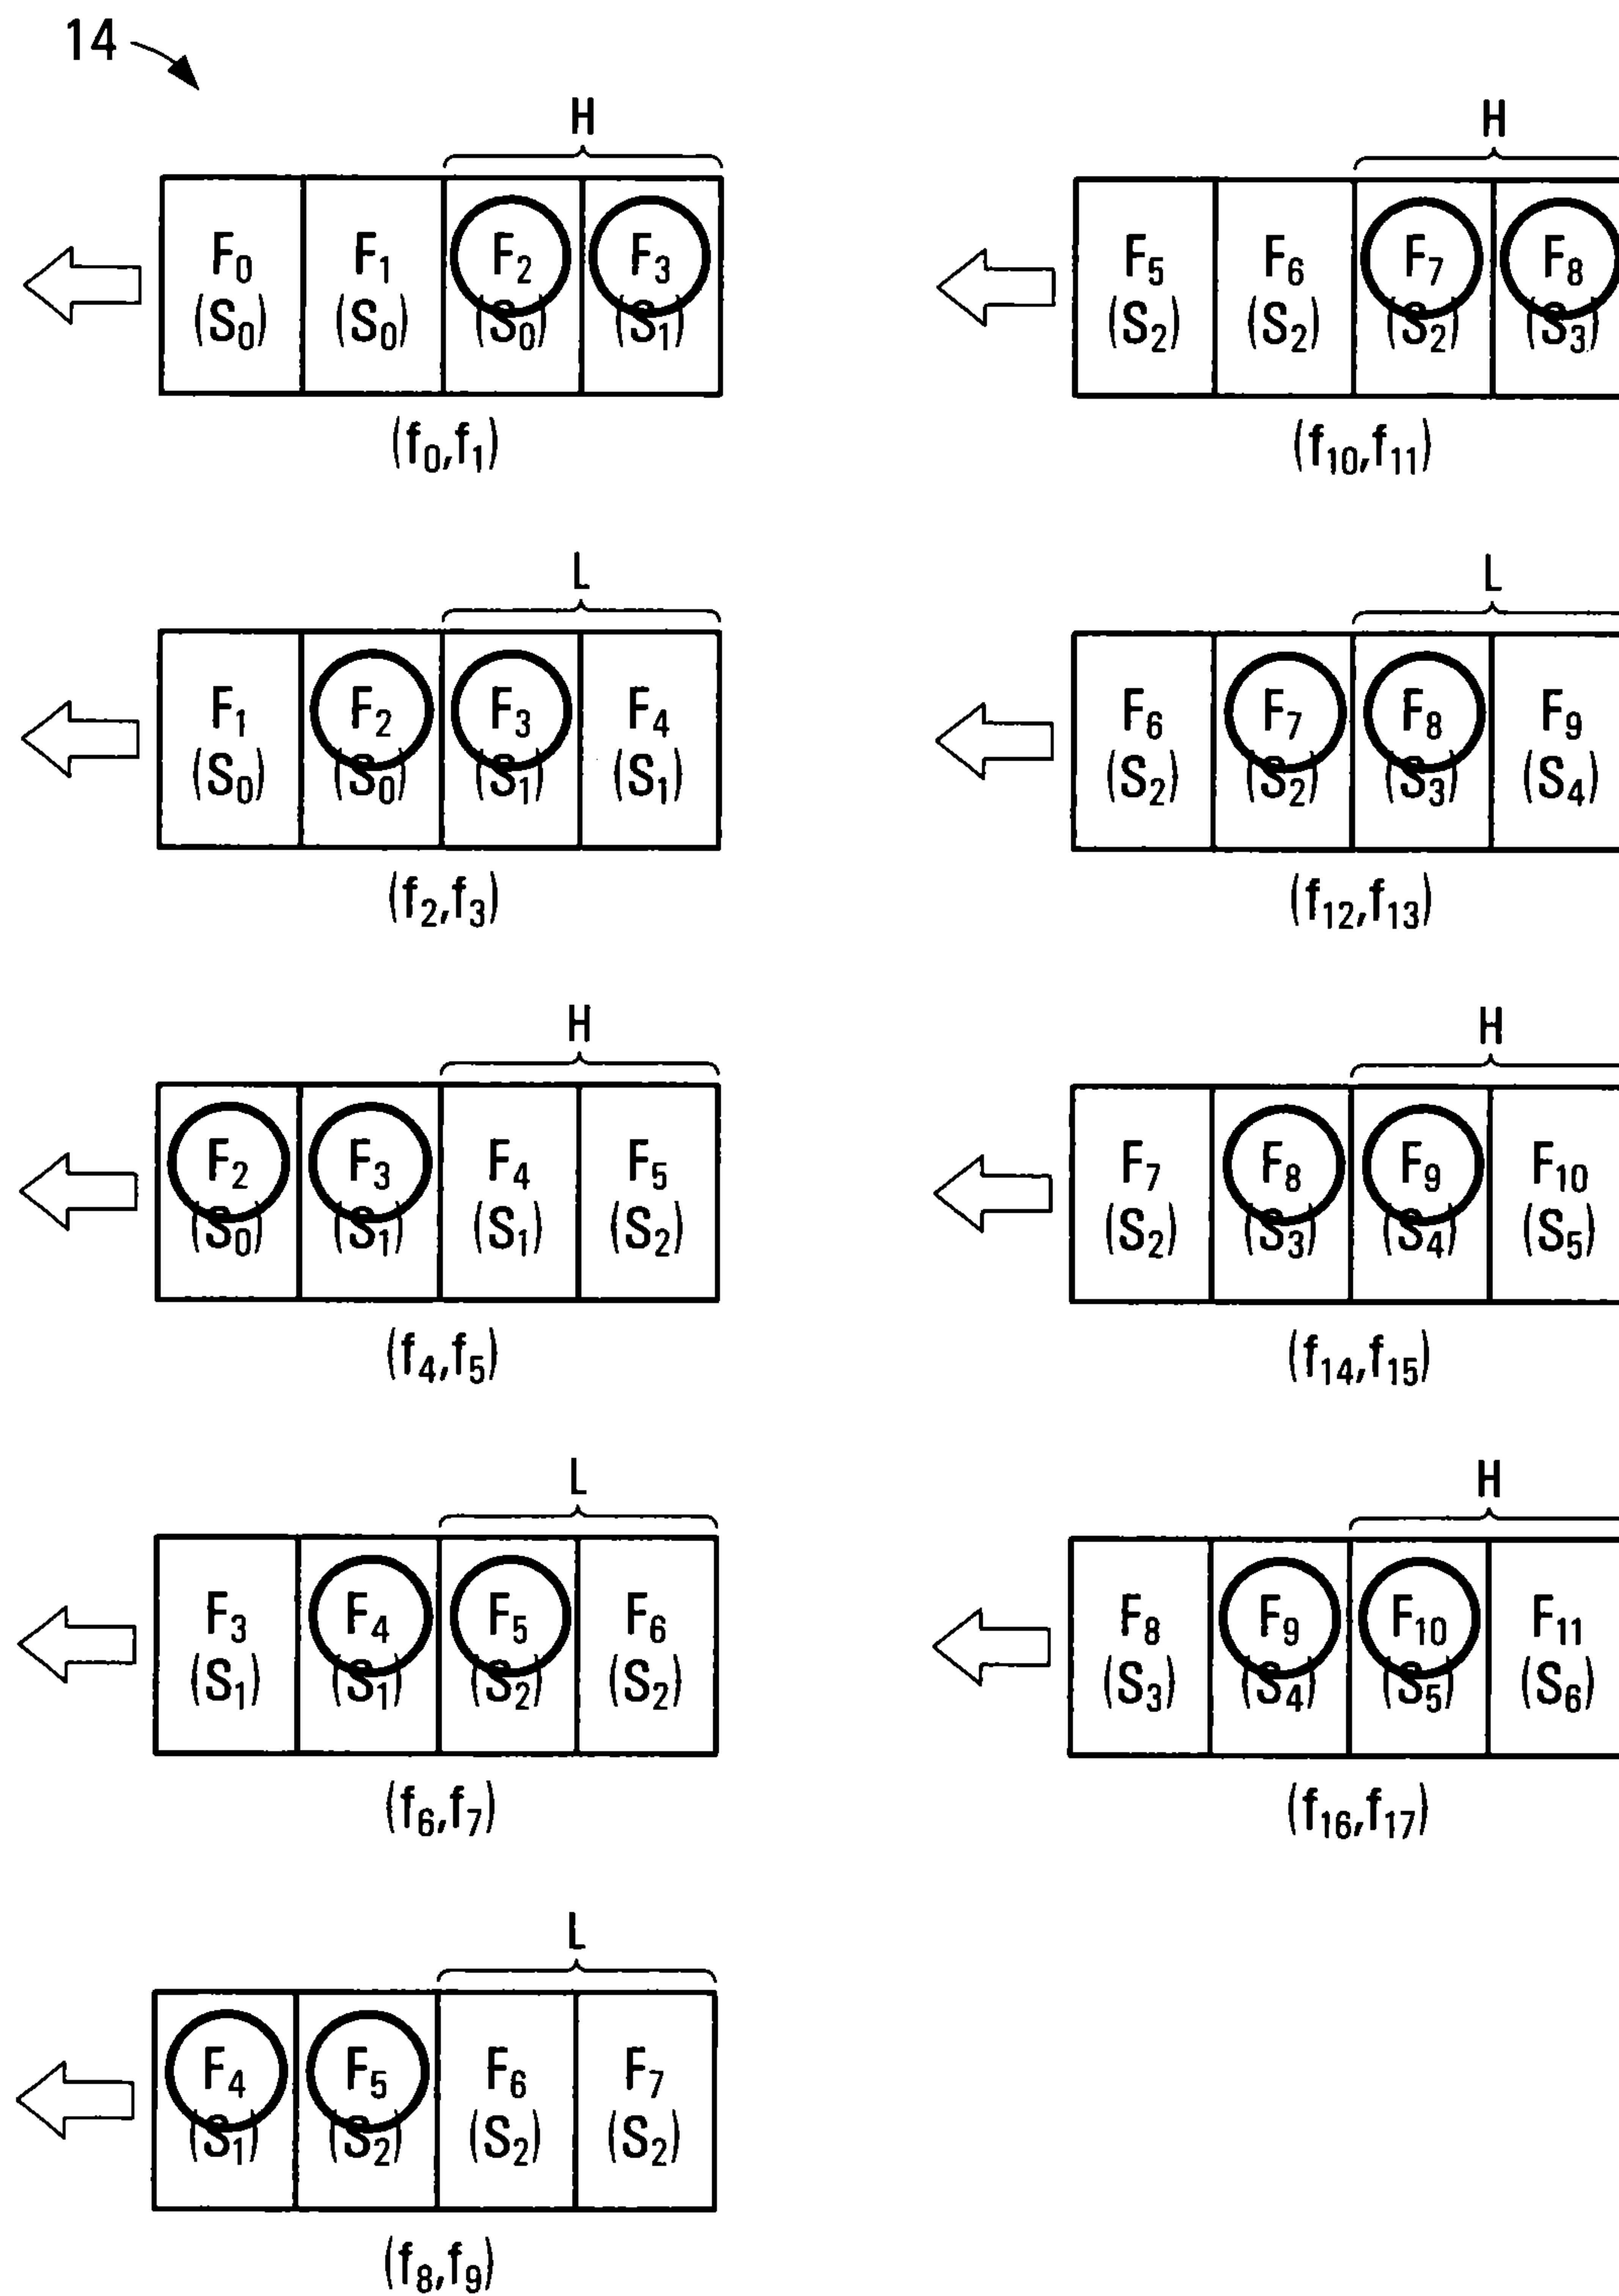 14
H
F₀ F₁ F₂ F₃
(S₀) (S₀) (S₀) (S₁)
(f₀,f₁)
L
F₁ F₂ F₃ F₄
(S₀) (S₀) (S₁) (S₁)
(f₂,f₃)
H
F₂ F₃ F₄ F₅
(S₀) (S₁) (S₁) (S₂)
(f₄,f₅)
L
F₃ F₄ F₅ F₆
(S₁) (S₁) (S₂) (S₂)
(f₆,f₇)
L
F₄ F₅ F₆ F₇
(S₁) (S₂) (S₂) (S₂)
(f₈,f₉)
H
F₅ F₆ F₇ F₈
(S₂) (S₂) (S₂) (S₃)
(f₁₀,f₁₁)
L
F₆ F₇ F₈ F₉
(S₂) (S₂) (S₃) (S₄)
(f₁₂,f₁₃)
H
F₇ F₈ F₉ F₁₀
(S₂) (S₃) (S₄) (S₅)
(f₁₄,f₁₅)
H
F₈ F₉ F₁₀ F₁₁
(S₃) (S₄) (S₅) (S₆)
(f₁₆,f₁₇)